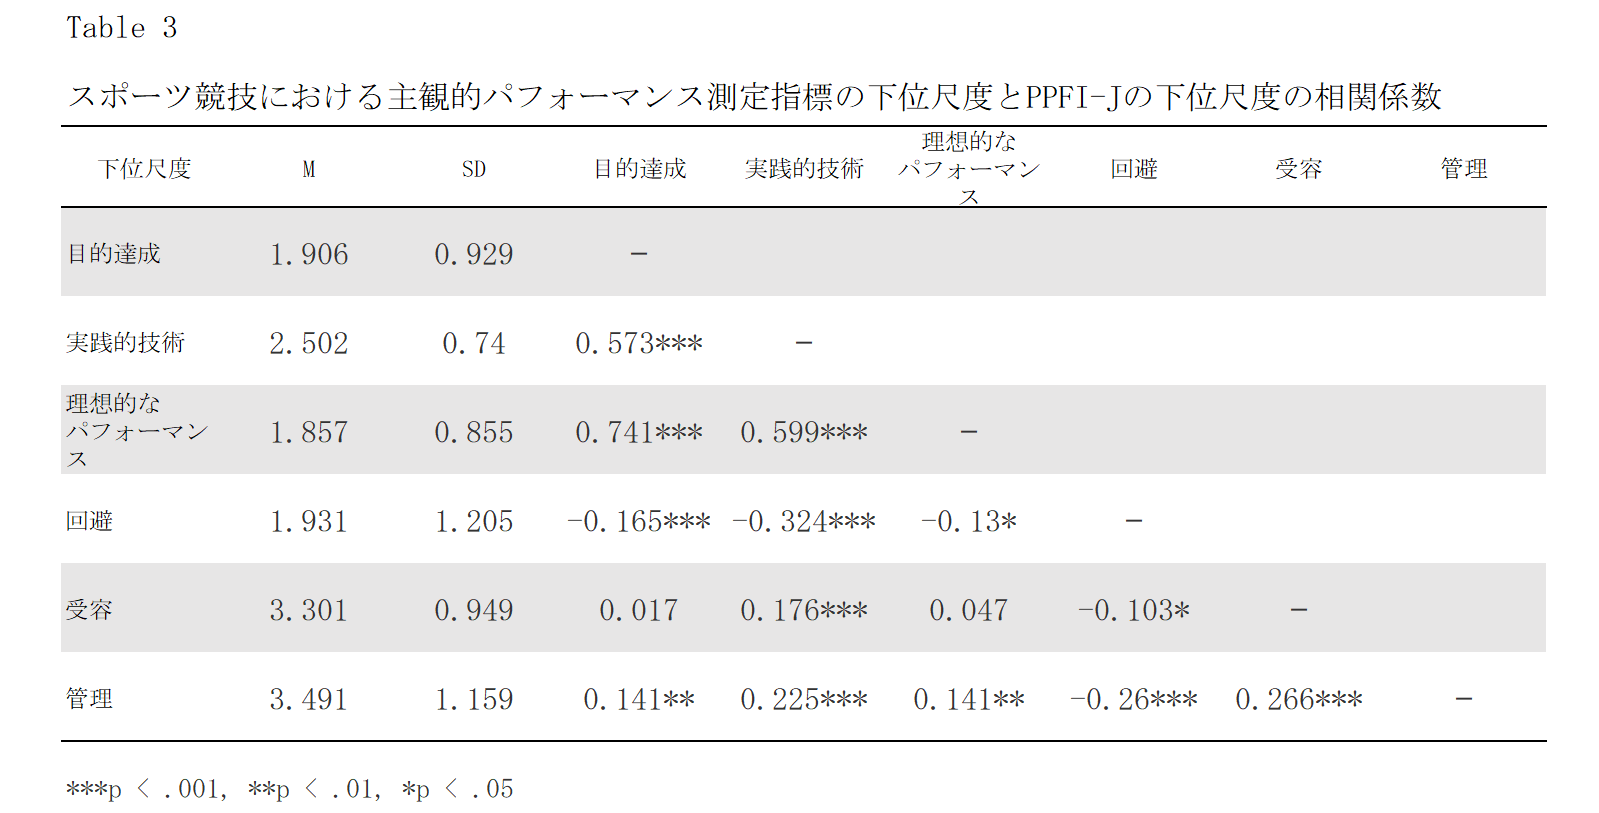 Table 3
スポーツ競技における主観的パフォーマンス測定指標の下位尺度とPPFI-Jの下位尺度の相関係数
下位尺度 M SD 目的達成 実践的技術 理想的な パフォーマン ス 回避 受容 管理
目的達成 1.906 0.929 －
実践的技術 2.502 0.74 0.573*** －
理想的な
パフォーマン
ス 1.857 0.855 0.741*** 0.599*** －
回避 1.931 1.205 -0.165*** -0.324*** -0.13* －
受容 3.301 0.949 0.017 0.176*** 0.047 -0.103* －
管理 3.491 1.159 0.141** 0.225*** 0.141** -0.26*** 0.266*** －
***p < .001, **p < .01, *p < .05